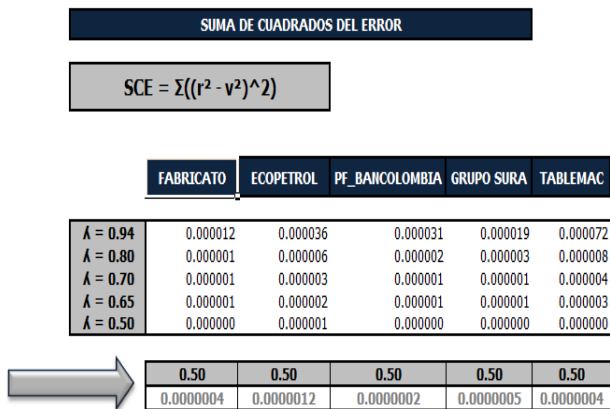 SUMA DE CUADRADOS DEL ERROR
SCE = Σ((r² - v²)^2)
FABRICATO ECOPETROL PF_BANCOLOMBIA GRUPO SURA TABLEMAC
ʎ = 0.94 0.000012 0.000036 0.000031 0.000019 0.000072
ʎ = 0.80 0.000001 0.000006 0.000002 0.000003 0.000008
ʎ = 0.70 0.000001 0.000003 0.000001 0.000001 0.000004
ʎ = 0.65 0.000001 0.000002 0.000001 0.000001 0.000003
ʎ = 0.50 0.000000 0.000001 0.000000 0.000000 0.000000
0.50 0.50 0.50 0.50 0.50
0.0000004 0.0000012 0.0000002 0.0000005 0.0000004